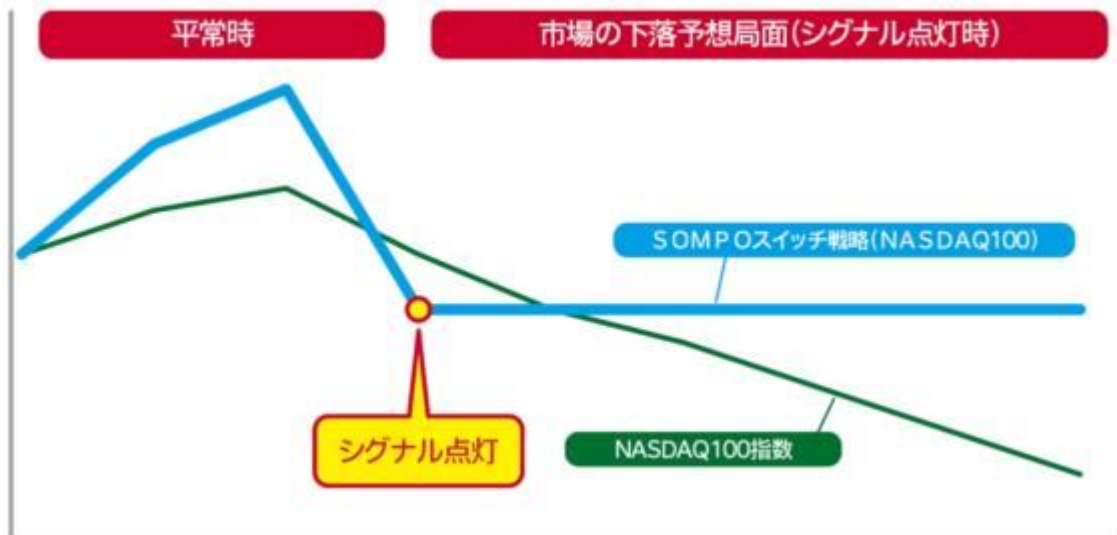 平常時
市場の下落予想局面(シグナル点灯時)
SOMPOスイッチ戦略(NASDAQ100)
シグナル点灯
NASDAQ100指数